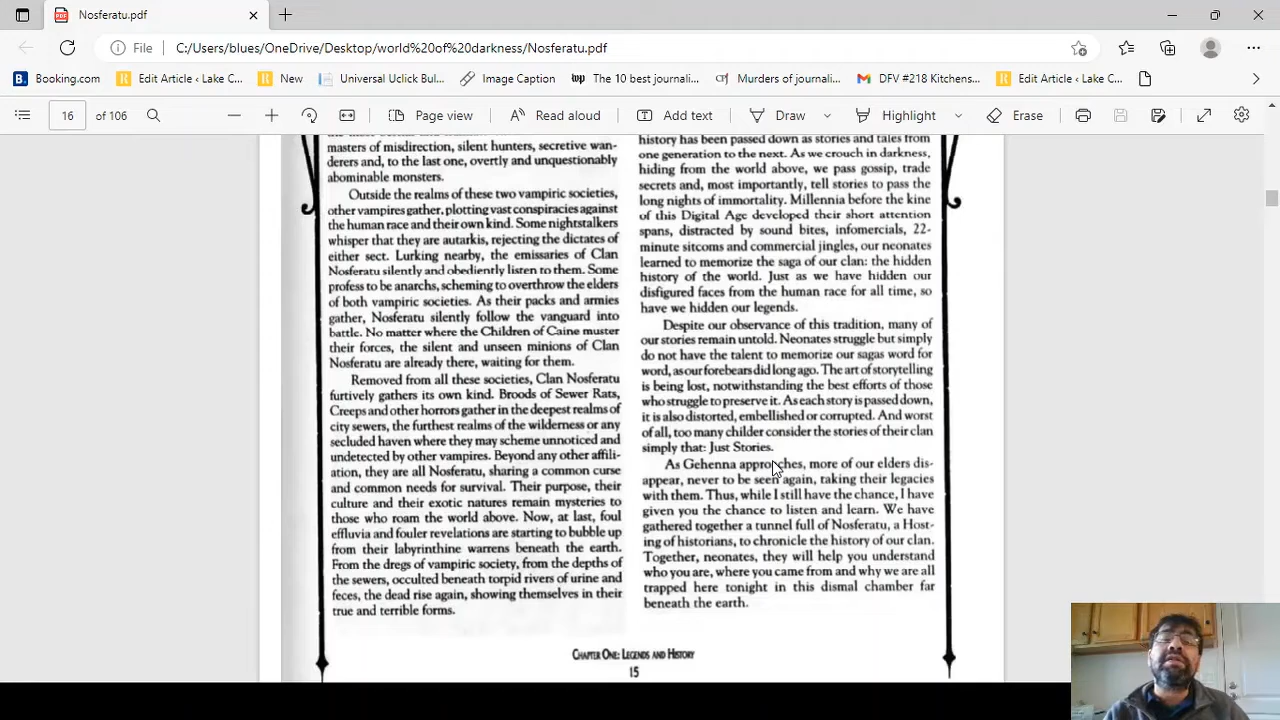 Nosferatu.pdf
File
C:/Users/blues/OneDrive/Desktop/world%20of%20darkness/Nosferatu.pdf
Booking.com
Edit Article ‹ Lake C...
New
Universal Uclick Bul...
Image Caption
The 10 best journali...
Murders of journali...
DFV #218 Kitchens...
Edit Article ‹ Lake C...
16 of 106
Page view
Read aloud
Add text
Draw
Highlight
Erase
masters of misdirection, silent hunters, secretive wan-
derers and, to the last one, overtly and unquestionably
abominable monsters.
Outside the realms of these two vampiric societies,
other vampires gather, plotting vast conspiracies against
the human race and their own kind. Some nightstalkers
whisper that they are autarkis, rejecting the dictates of
either sect. Lurking nearby, the emissaries of Clan
Nosferatu silently and obediently listen to them. Some
profess to be anarchs, scheming to overthrow the elders
of both vampiric societies. As their packs and armies
gather, Nosferatu silently follow the vanguard into
battle. No matter where the Children of Caine muster
their forces, the silent and unseen minions of Clan
Nosferatu are already there, waiting for them.
Removed from all these societies, Clan Nosferatu
furtively gathers its own kind. Broods of Sewer Rats,
Creeps and other horrors gather in the deepest realms of
city sewers, the furthest realms of the wilderness or any
secluded haven where they may scheme unnoticed and
undetected by other vampires. Beyond any other affili-
ation, they are all Nosferatu, sharing a common curse
and common needs for survival. Their purpose, their
culture and their exotic natures remain mysteries to
those who roam the world above. Now, at last, foul
effluvia and fouler revelations are starting to bubble up
from their labyrinthine warrens beneath the earth.
From the dregs of vampiric society, from the depths of
the sewers, occulted beneath torpid rivers of urine and
feces, the dead rise again, showing themselves in their
true and terrible forms.
history has been passed down as stories and tales from
one generation to the next. As we crouch in darkness,
hiding from the world above, we pass gossip, trade
secrets and, most importantly, tell stories to pass the
long nights of immortality. Millennia before the kine
of this Digital Age developed their short attention
spans, distracted by sound bites, infomercials, 22-
minute sitcoms and commercial jingles, our neonates
learned to memorize the saga of our clan: the hidden
history of the world. Just as we have hidden our
disfigured faces from the human race for all time, so
have we hidden our legends.
Despite our observance of this tradition, many of
our stories remain untold. Neonates struggle but simply
do not have the talent to memorize our sagas word for
word, as our forebears did long ago. The art of storytelling
is being lost, notwithstanding the best efforts of those
who struggle to preserve it. As each story is passed down,
it is also distorted, embellished or corrupted. And worst
of all, too many childer consider the stories of their clan
simply that: Just Stories.
As Gehenna approaches, more of our elders dis-
appear, never to be seen again, taking their legacies
with them. Thus, while I still have the chance, I have
given you the chance to listen and learn. We have
gathered together a tunnel full of Nosferatu, a Host-
ing of historians, to chronicle the history of our clan.
Together, neonates, they will help you understand
who you are, where you came from and why we are all
trapped here tonight in this dismal chamber far
beneath the earth.
Chapter One: Legends and History
15